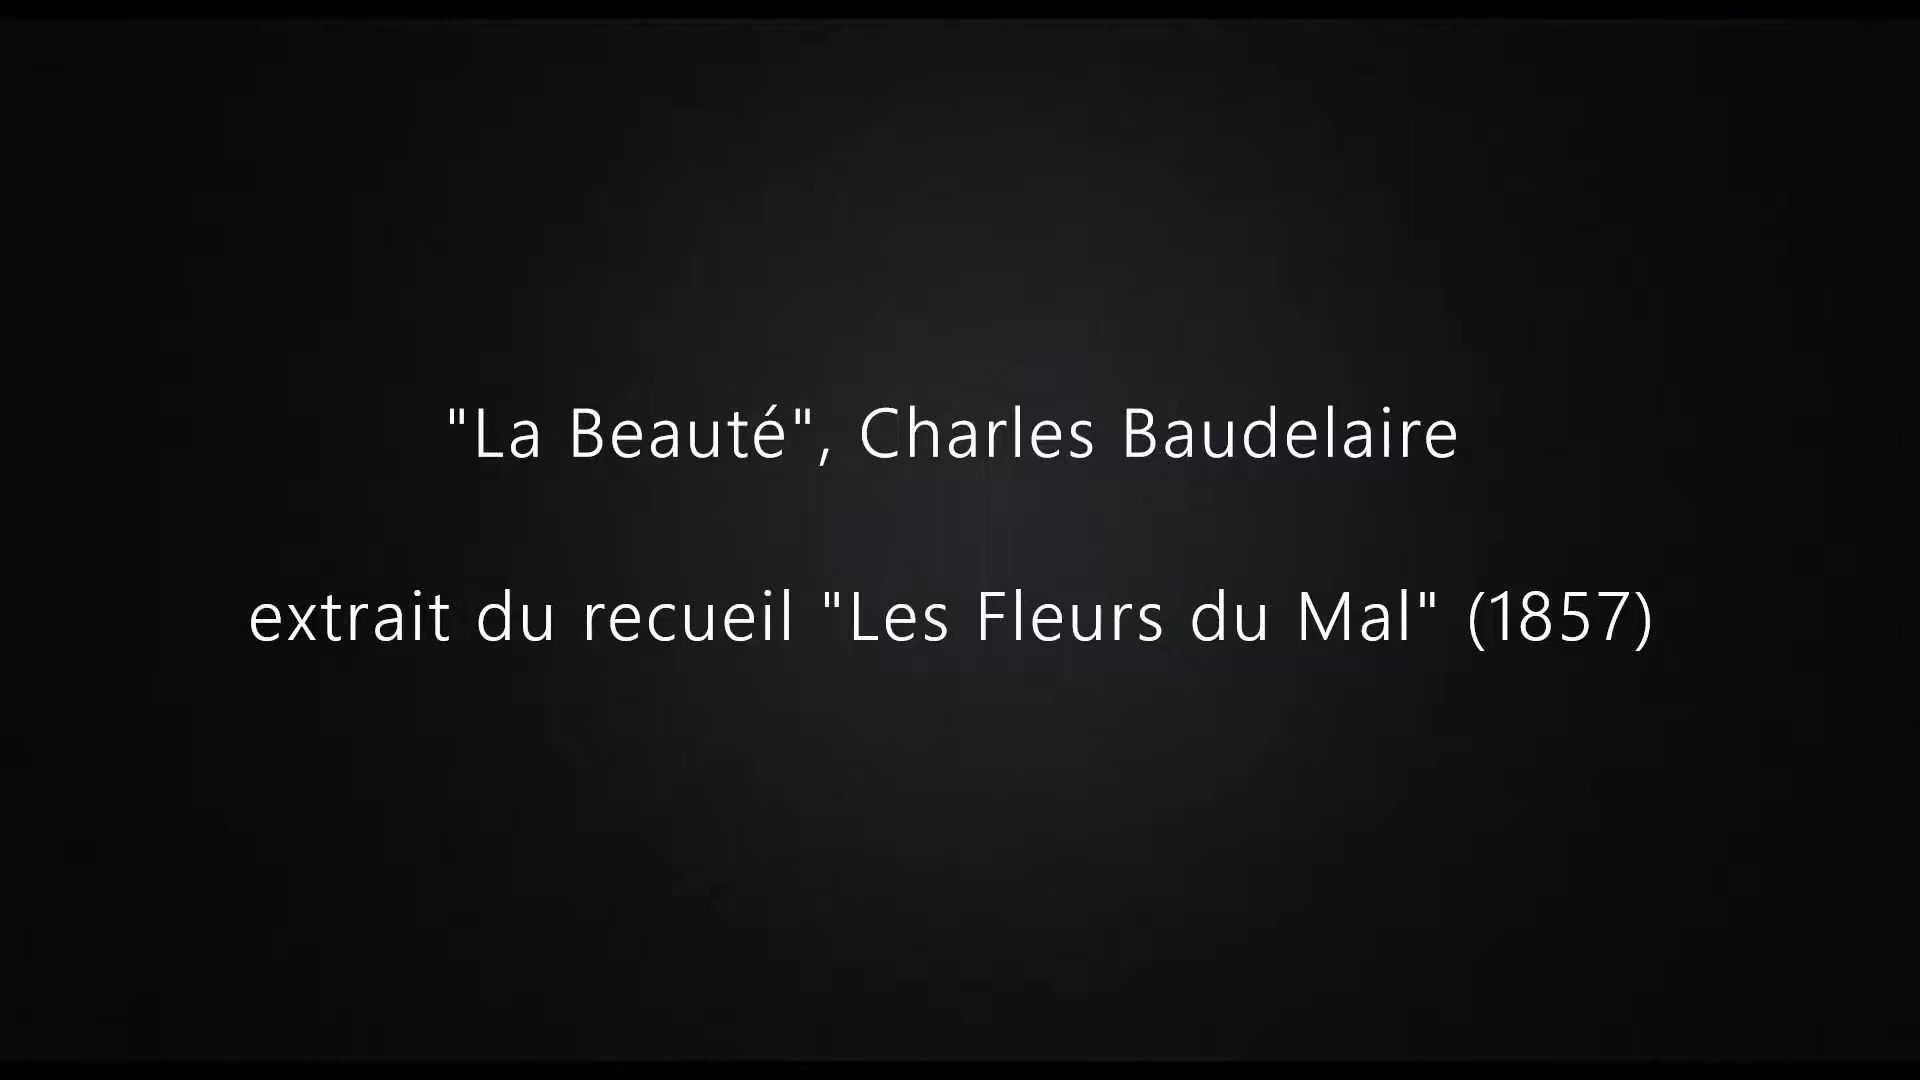 "La Beauté", Charles Baudelaire
extrait du recueil "Les Fleurs du Mal" (1857)